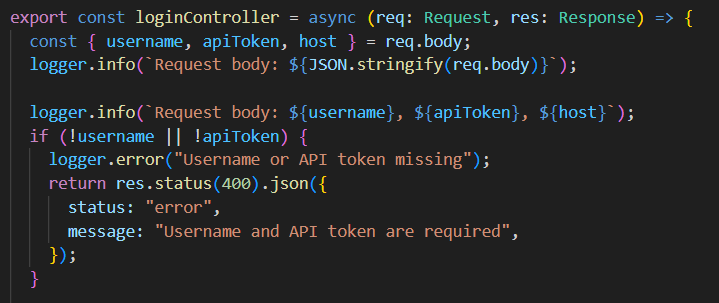 export const loginController = async (req: Request, res: Response) => {
  const { username, apiToken, host } = req.body;
  logger.info(`Request body: ${JSON.stringify(req.body)}`);

  logger.info(`Request body: ${username}, ${apiToken}, ${host}`);
  if (!username || !apiToken) {
    logger.error("Username or API token missing");
    return res.status(400).json({
      status: "error",
      message: "Username and API token are required",
    });
  }